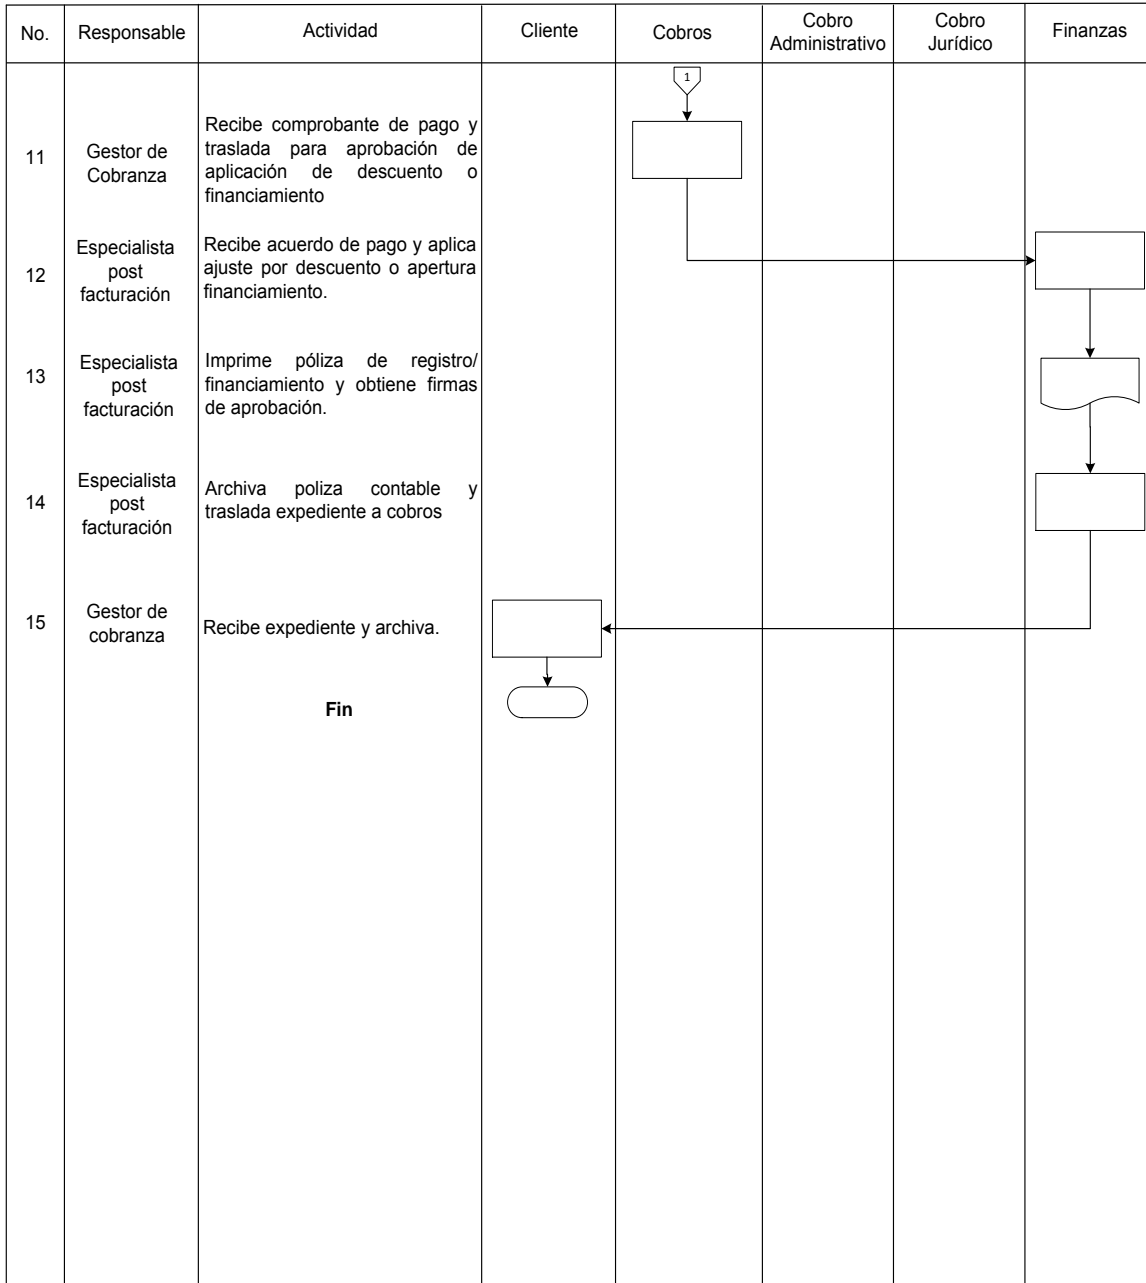 No.
Responsable
Actividad
Cliente
Cobros
Cobro
Administrativo
Cobro
Jurídico
Finanzas
1
11
Gestor de
Cobranza
Recibe comprobante de pago y
traslada para aprobación de
aplicación de descuento o
financiamiento
12
Especialista
post
facturación
Recibe acuerdo de pago y aplica
ajuste por descuento o apertura
financiamiento.
13
Especialista
post
facturación
Imprime póliza de registro/
financiamiento y obtiene firmas
de aprobación.
14
Especialista
post
facturación
Archiva poliza contable y
traslada expediente a cobros
15
Gestor de
cobranza
Recibe expediente y archiva.
Fin